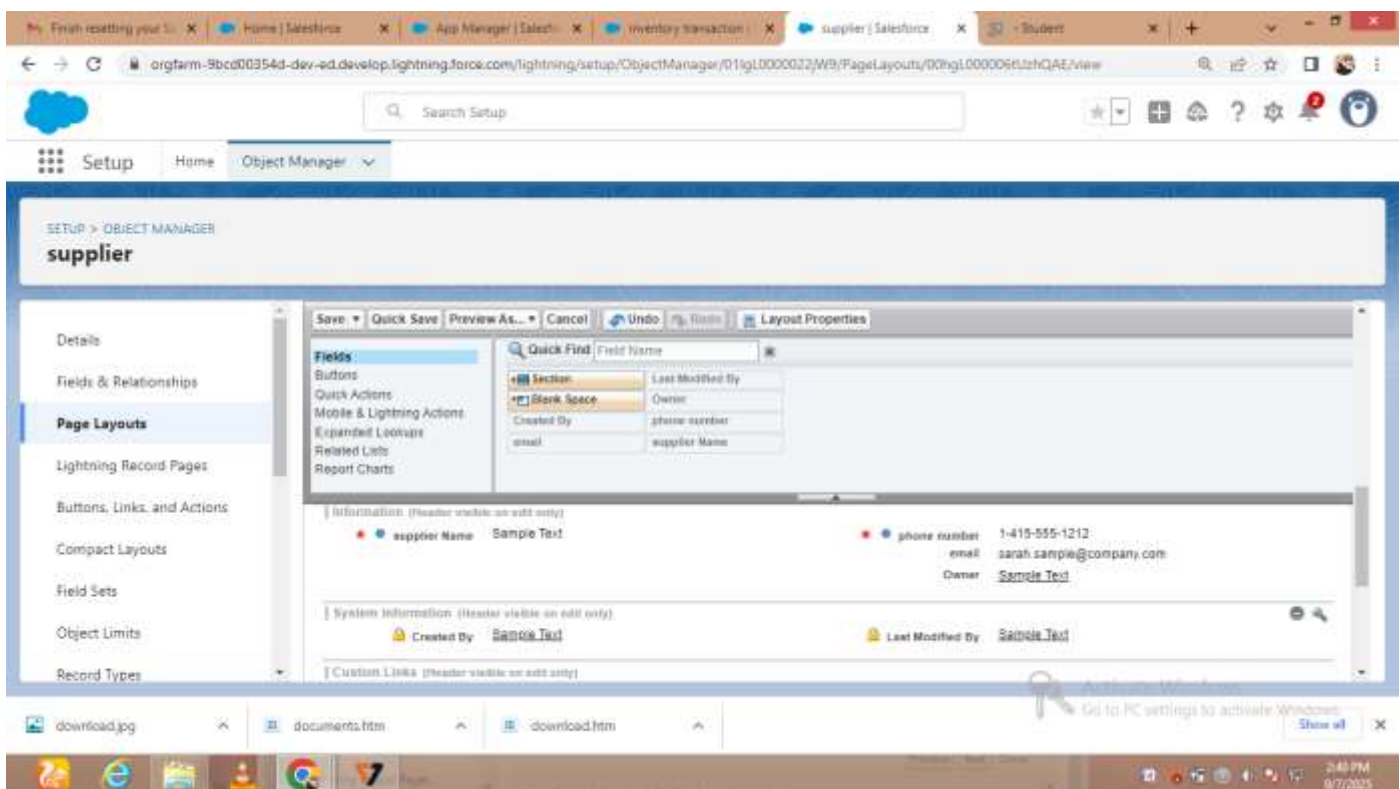 Finish resetting your S
Home | Salesforce
App Manager | Salesf
inventory transaction
supplier | Salesforce
- Student
orgfarm-9bcd00354d-dev-ed.develop.lightning.force.com/lightning/setup/ObjectManager/
Search Setup
2
Setup
Home
Object Manager
SETUP > OBJECT MANAGER
supplier
Details
Fields & Relationships
Page Layouts
Lightning Record Pages
Buttons, Links, and Actions
Compact Layouts
Field Sets
Object Limits
Record Types
Save Quick Save Preview As... Cancel Undo Redo Layout Properties
Fields
Buttons
Quick Actions
Mobile & Lightning Actions
Expanded Lookups
Related Lists
Report Charts
Quick Find Field Name
Section Last Modified By
Blank Space Owner
Created By phone number
email supplier Name
Information (Header visible on edit only)
supplier Name Sample Text phone number 1-415-555-1212
email sarah.sample@company.com
Owner Sample Text
System Information (Header visible on edit only)
Created By Sample Text Last Modified By Sample Text
Custom Links (Header visible on edit only)
Activate Windows
Go to PC settings to activate Windows.
download.jpg
documents.htm
download.htm
Show all
2:40 PM
9/7/2025